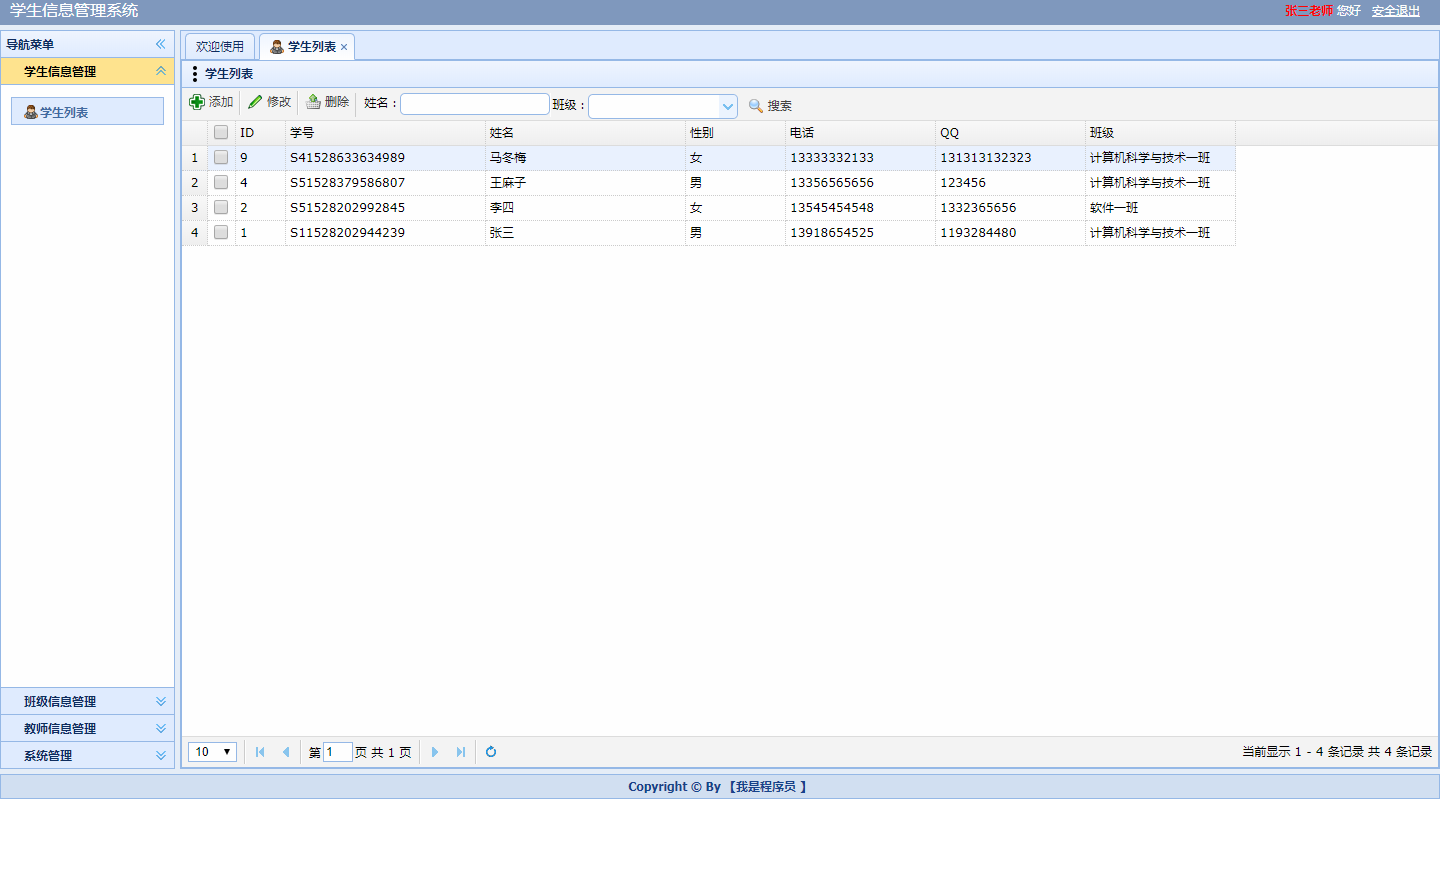 学生信息管理系统 张三老师 您好 安全退出
导航菜单 欢迎使用 学生列表
学生信息管理 学生列表
学生列表
添加 修改 删除 姓名： 班级： 搜索
ID 学号 姓名 性别 电话 QQ 班级
1 9 S41528633634989 马冬梅 女 13333332133 131313132323 计算机科学与技术一班
2 4 S51528379586807 王麻子 男 13356565656 123456 计算机科学与技术一班
3 2 S51528202992845 李四 女 13545454548 1332365656 软件一班
4 1 S11528202944239 张三 男 13918654525 1193284480 计算机科学与技术一班
班级信息管理
教师信息管理
系统管理
10 第 1 页 共 1 页 当前显示 1 - 4 条记录 共 4 条记录
Copyright © By 【我是程序员 】